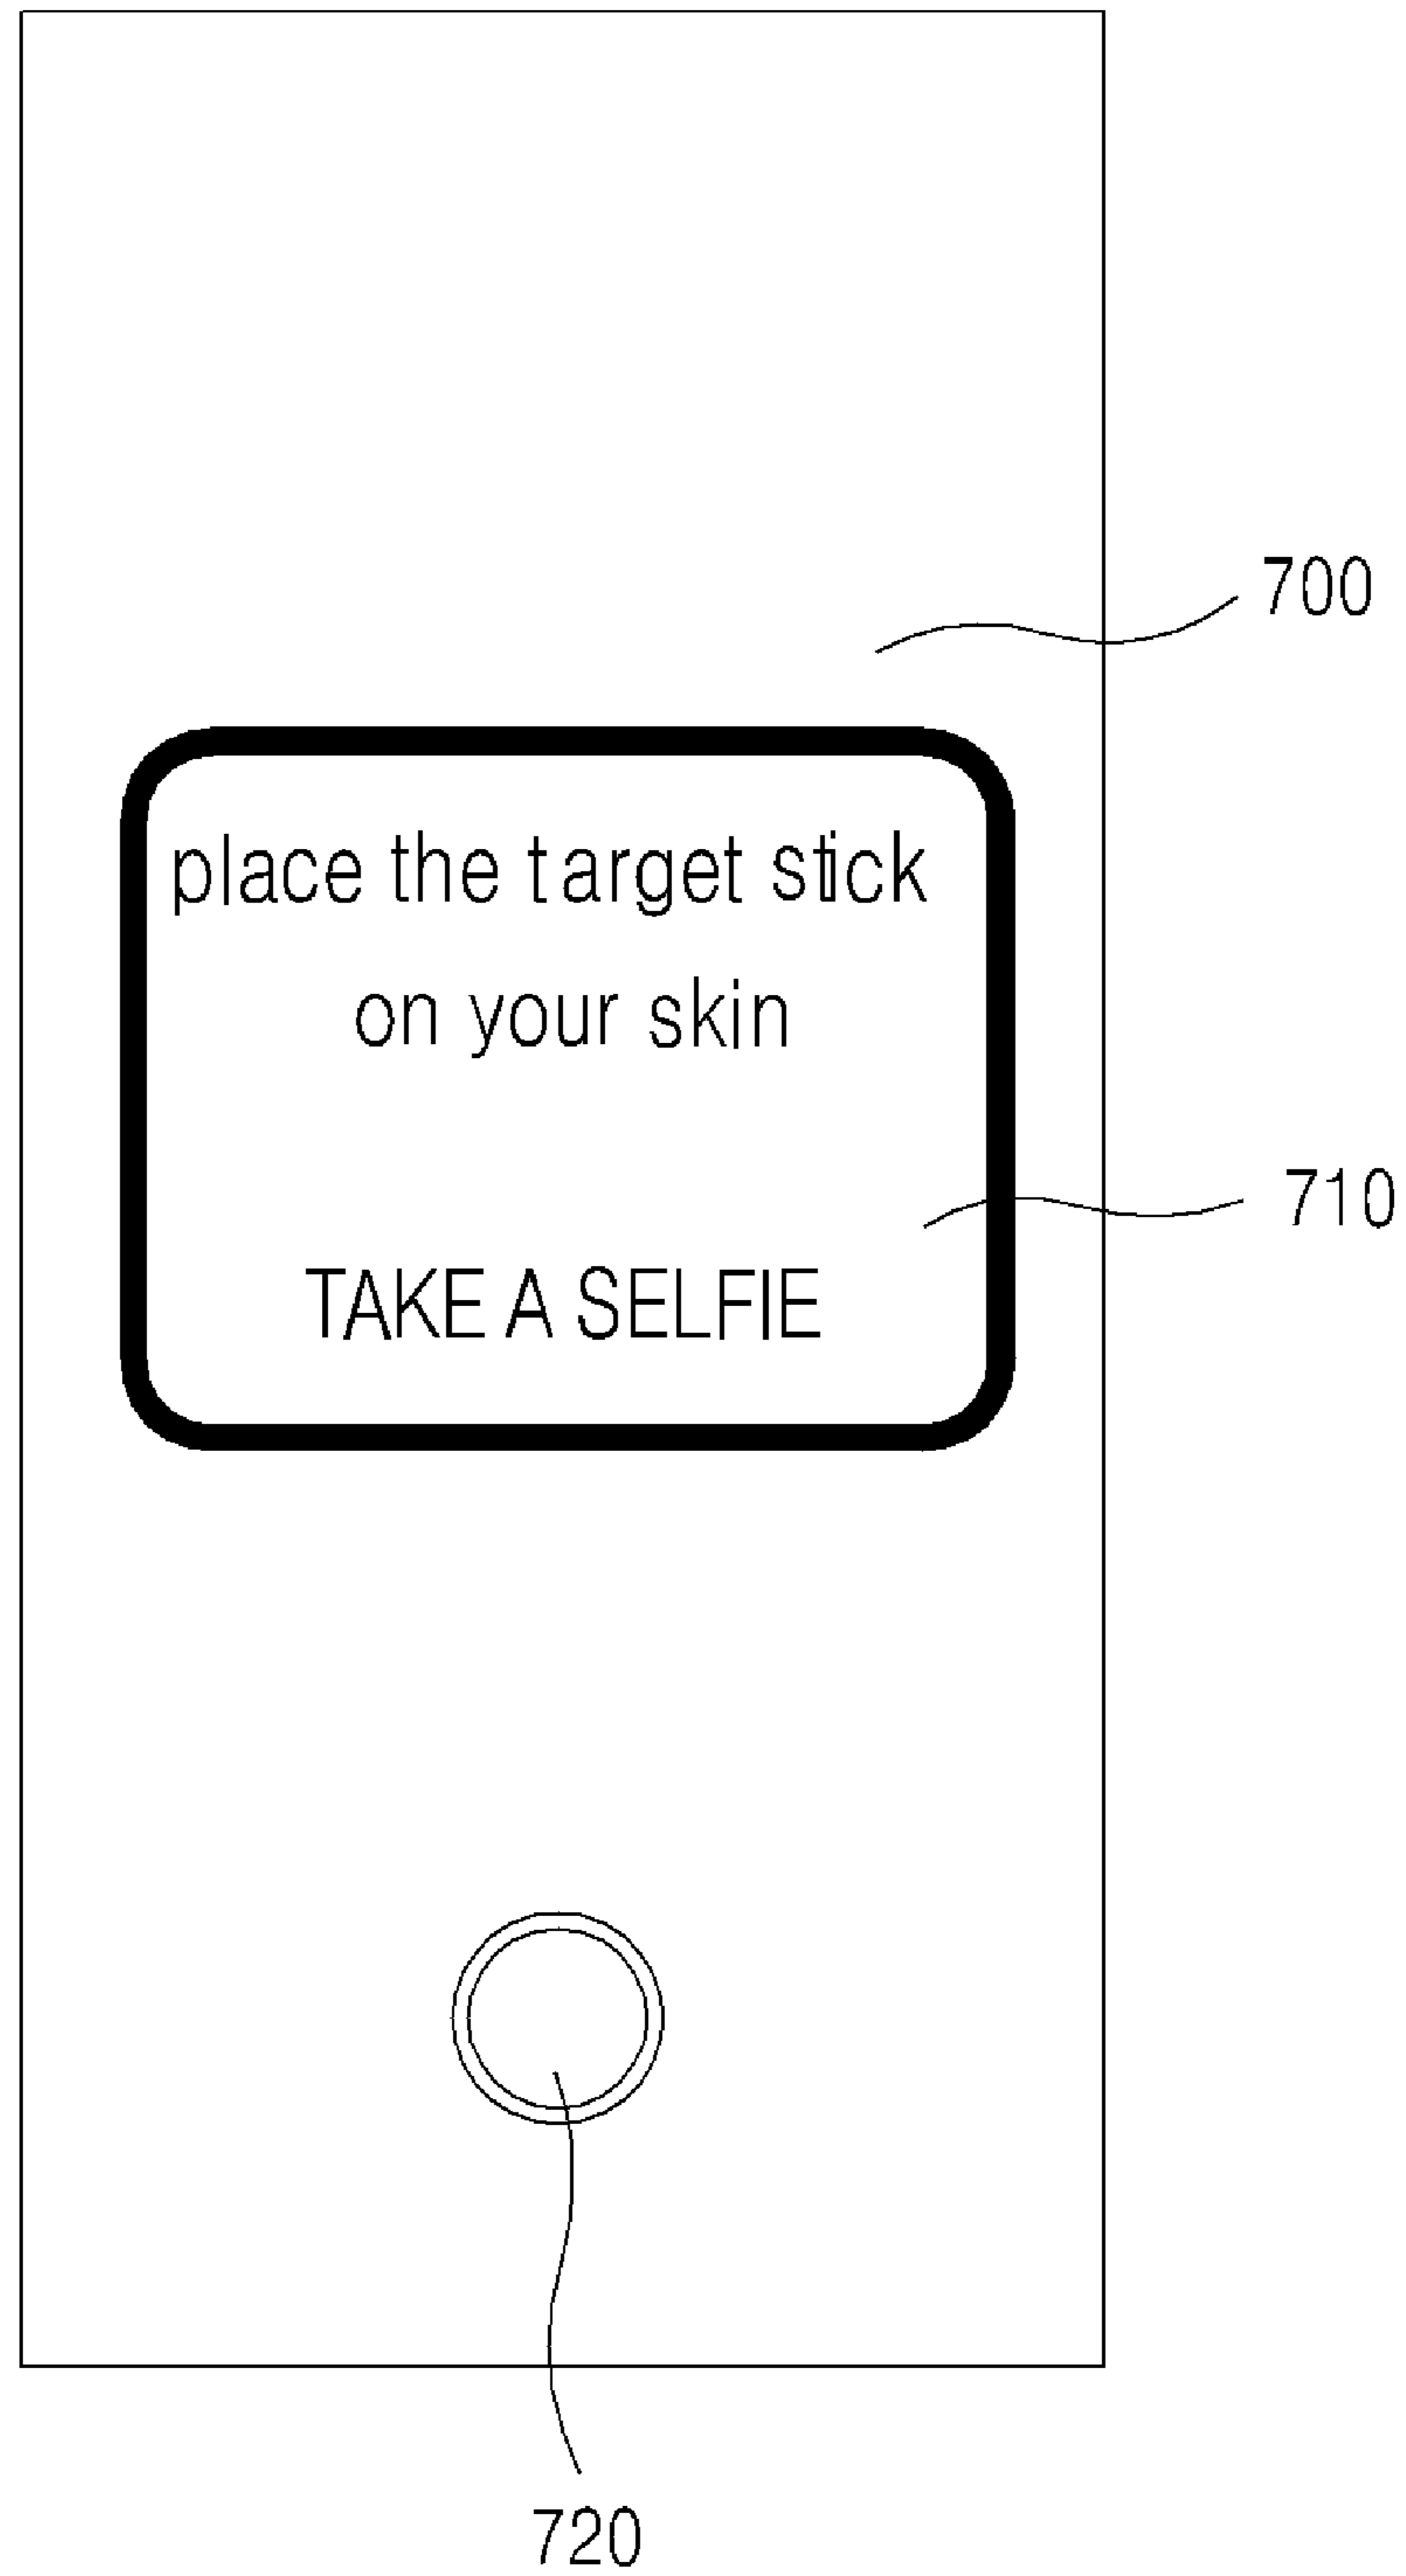 700
place the target stick
on your skin
710
TAKE A SELFIE
720